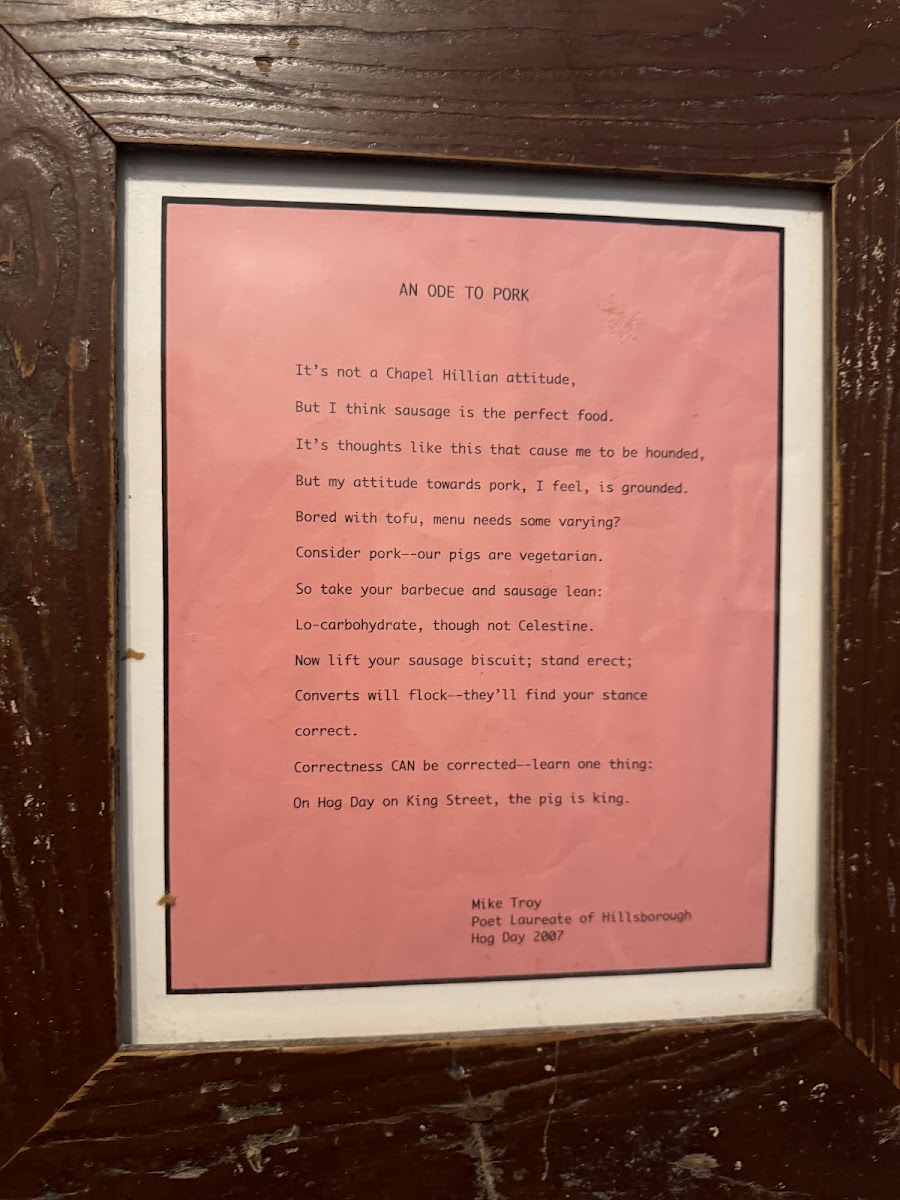 AN ODE TO PORK
It's not a Chapel Hillian attitude,
But I think sausage is the perfect food.
It's thoughts like this that cause me to be hounded,
But my attitude towards pork, I feel, is grounded.
Bored with tofu, menu needs some varying?
Consider pork--our pigs are vegetarian.
So take your barbecue and sausage lean:
Lo-carbohydrate, though not Celestine.
Now lift your sausage biscuit; stand erect;
Converts will flock--they'll find your stance
correct.
Correctness CAN be corrected--learn one thing:
On Hog Day on King Street, the pig is king.
Mike Troy
Poet Laureate of Hillsborough
Hog Day 2007